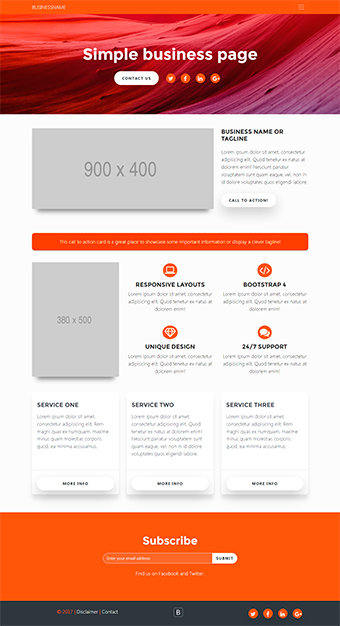 BUSINESSNAME
Simple business page
CONTACT US
900 x 400
BUSINESS NAME OR
TAGLINE
Lorem ipsum dolor sit amet, consectetur
adipisicing elit. Quod tenetur ex natus at
dolorem enim! Nesciunt pariatur voluptatem
sunt quam eaque, vel, non in id dolore
voluptates quos eligendi labore.
CALL TO ACTION!
This call to action card is a great place to showcase some important information or display a clever tagline!
380 x 500
RESPONSIVE LAYOUTS
Lorem ipsum dolor sit amet, consectetur
adipisicing elit. Quod tenetur ex natus at
dolorem enim!
BOOTSTRAP 4
Lorem ipsum dolor sit amet, consectetur
adipisicing elit. Quod tenetur ex natus at
dolorem enim!
UNIQUE DESIGN
Lorem ipsum dolor sit amet, consectetur
adipisicing elit. Quod tenetur ex natus at
dolorem enim!
24/7 SUPPORT
Lorem ipsum dolor sit amet, consectetur
adipisicing elit. Quod tenetur ex natus at
dolorem enim!
SERVICE ONE
Lorem ipsum dolor sit amet,
consectetur adipisicing elit. Rem
magni quas ex numquam, maxime
minus quam molestias corporis
quod, ea minima accusamus.
MORE INFO
SERVICE TWO
Lorem ipsum dolor sit amet,
consectetur adipisicing elit. Quod
tenetur ex natus at dolorem enim!
Nesciunt pariatur voluptatem sunt
quam eaque, vel, non in id dolore
voluptates.
MORE INFO
SERVICE THREE
Lorem ipsum dolor sit amet,
consectetur adipisicing elit. Rem
magni quas ex numquam, maxime
minus quam molestias corporis
quod, ea minima accusamus.
MORE INFO
Subscribe
Enter your email address ...
SUBMIT
Find us on Facebook and Twitter.
© 2017 | Disclaimer | Contact
B